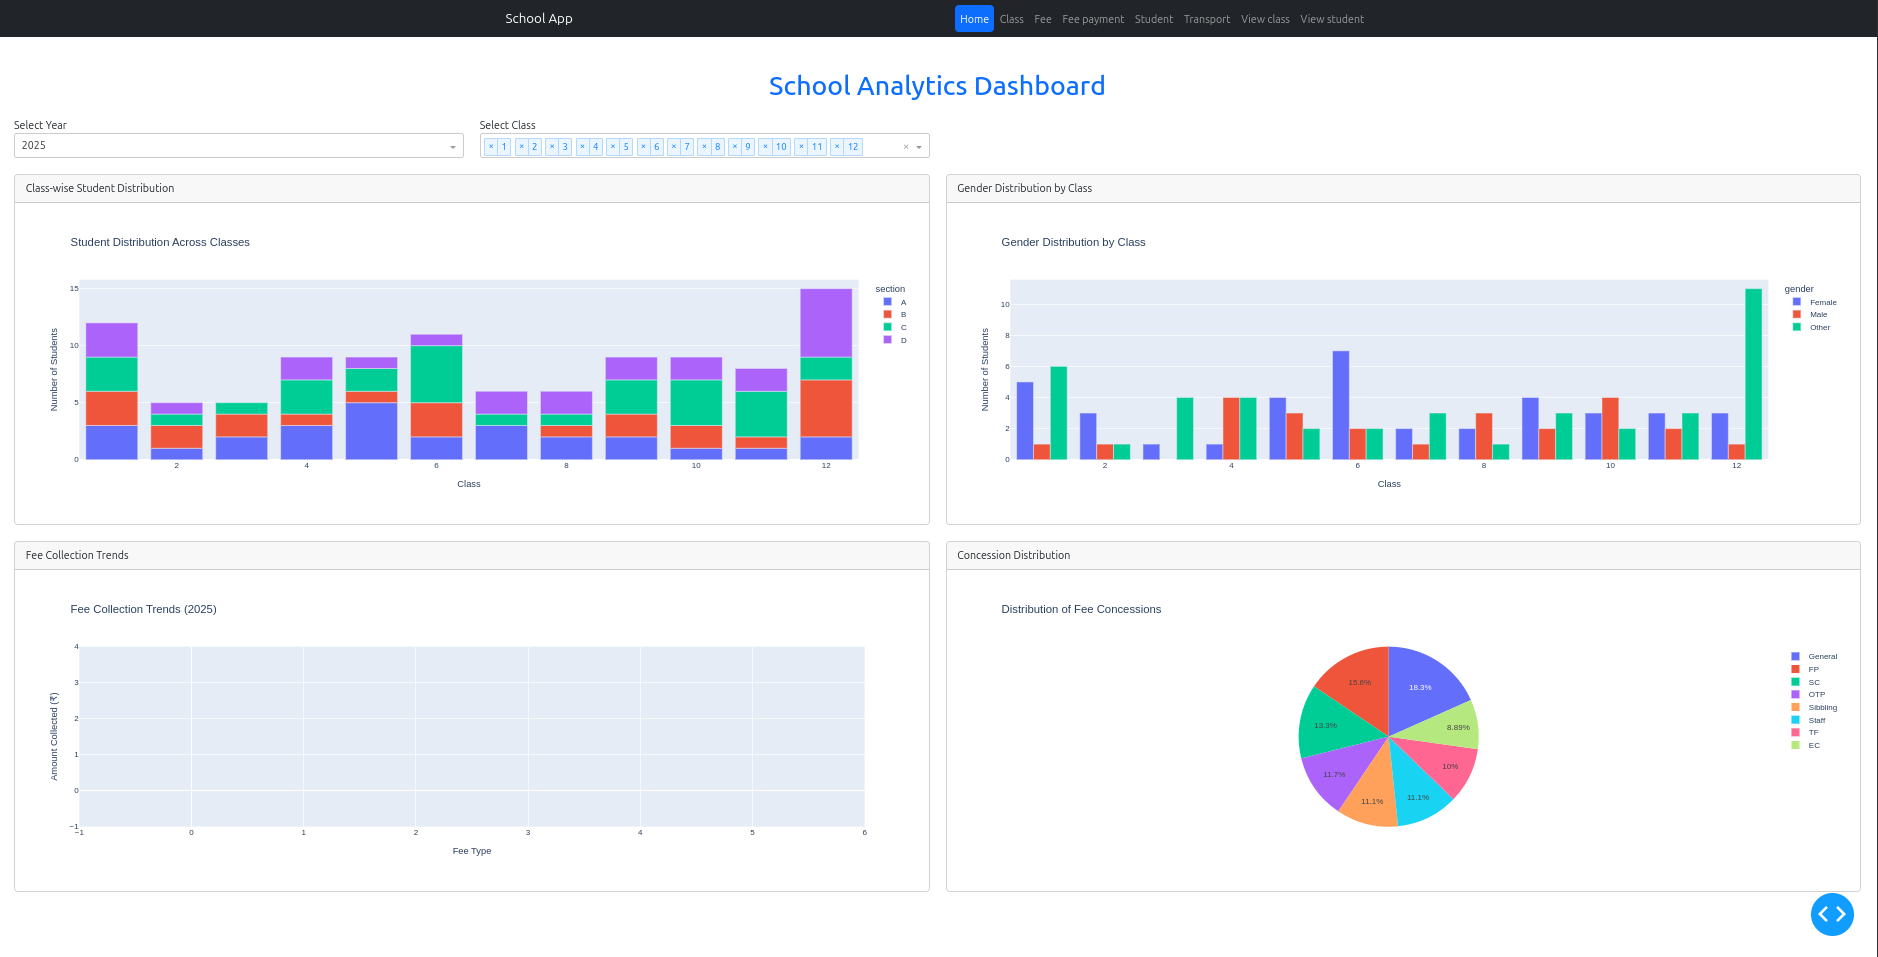 School App Home Class Fee Fee payment Student Transport View class View student
School Analytics Dashboard
Select Year
2025
Select Class
× 1 × 2 × 3 × 4 × 5 × 6 × 7 × 8 × 9 × 10 × 11 × 12 ×
Class-wise Student Distribution
Student Distribution Across Classes
15
10
5
0
Number of Students
2 4 6 8 10 12
Class
section
A
B
C
D
Gender Distribution by Class
Gender Distribution by Class
10
8
6
4
2
0
Number of Students
2 4 6 8 10 12
Class
gender
Female
Male
Other
Fee Collection Trends
Fee Collection Trends (2025)
4
3
2
1
0
−1
Amount Collected (₹)
−1 0 1 2 3 4 5 6
Fee Type
Concession Distribution
Distribution of Fee Concessions
18.3%
8.89%
10%
11.1%
11.1%
11.7%
13.3%
15.6%
General
FP
SC
OTP
Sibbling
Staff
TF
EC